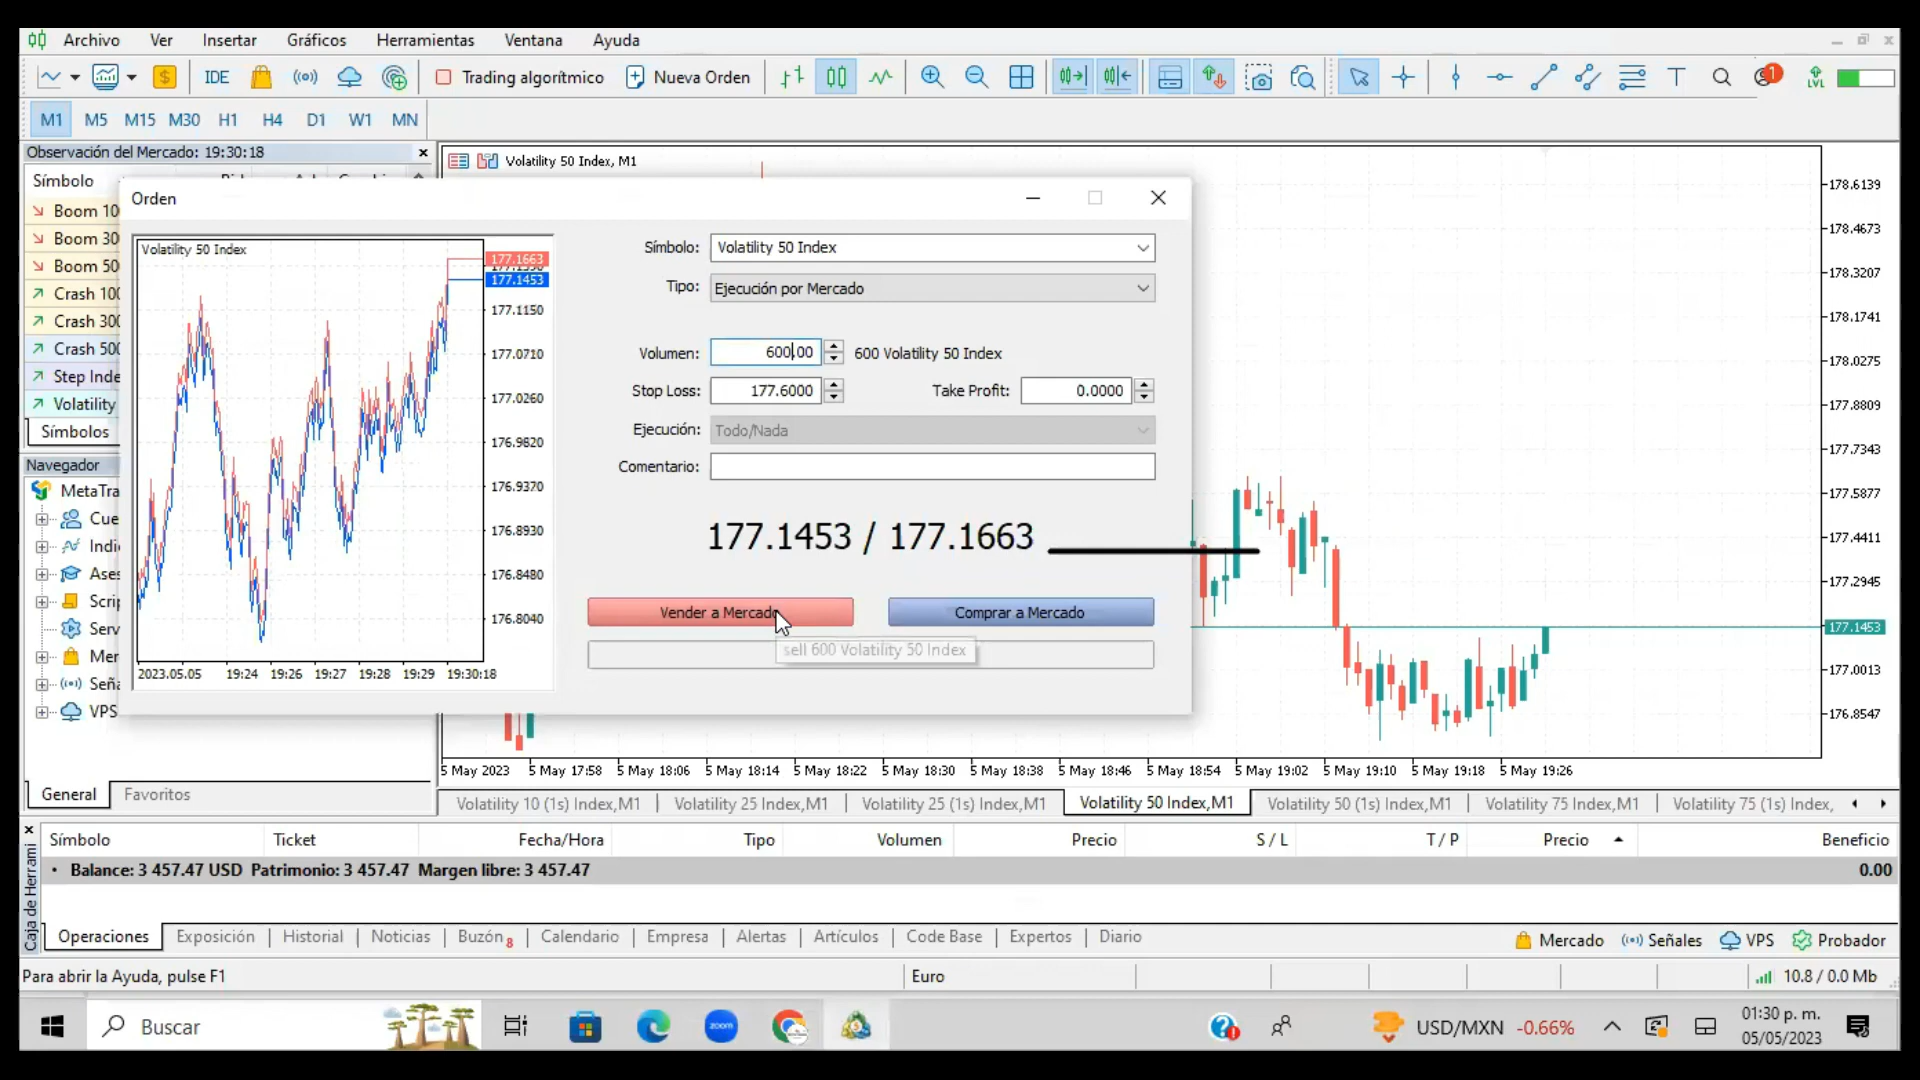 Archivo Ver Insertar Gráficos Herramientas Ventana Ayuda
IDE Trading algorítmico Nueva Orden LVL 1
M1 M5 M15 M30 H1 H4 D1 W1 MN
Observación del Mercado: 19:30:18
Símbolo
Boom 10
Boom 30
Boom 50
Crash 100
Crash 300
Crash 500
Step Inde
Volatility
Símbolos
Navegador
MetaTra
Cue
Indi
Ases
Scrip
Serv
Mer
Seña
VPS
General Favoritos
Volatility 50 Index, M1
Orden
Volatility 50 Index
177.1663
177.1453
177.1150
177.0710
177.0260
176.9820
176.9370
176.8930
176.8480
176.8040
2023.05.05 19:24 19:26 19:27 19:28 19:29 19:30:18
Símbolo: Volatility 50 Index
Tipo: Ejecución por Mercado
Volumen: 600.00 600 Volatility 50 Index
Stop Loss: 177.6000 Take Profit: 0.0000
Ejecución: Todo/Nada
Comentario:
177.1453 / 177.1663
Vender a Mercado Comprar a Mercado
sell 600 Volatility 50 Index
178.6139
178.4673
178.3207
178.1741
178.0275
177.8809
177.7343
177.5877
177.4411
177.2945
177.1453
177.0013
176.8547
5 May 2023 5 May 17:58 5 May 18:06 5 May 18:14 5 May 18:22 5 May 18:30 5 May 18:38 5 May 18:46 5 May 18:54 5 May 19:02 5 May 19:10 5 May 19:18 5 May 19:26
Volatility 10 (1s) Index,M1 Volatility 25 Index,M1 Volatility 25 (1s) Index,M1 Volatility 50 Index,M1 Volatility 50 (1s) Index,M1 Volatility 75 Index,M1 Volatility 75 (1s) Index,
Símbolo Ticket Fecha/Hora Tipo Volumen Precio S / L T / P Precio Beneficio
Balance: 3 457.47 USD Patrimonio: 3 457.47 Margen libre: 3 457.47 0.00
Caja de Herrami
Operaciones Exposición Historial Noticias Buzón 8 Calendario Empresa Alertas Artículos Code Base Expertos Diario
Mercado Señales VPS Probador
Para abrir la Ayuda, pulse F1 Euro 10.8 / 0.0 Mb
Buscar zoom USD/MXN -0.66% 01:30 p. m.
05/05/2023